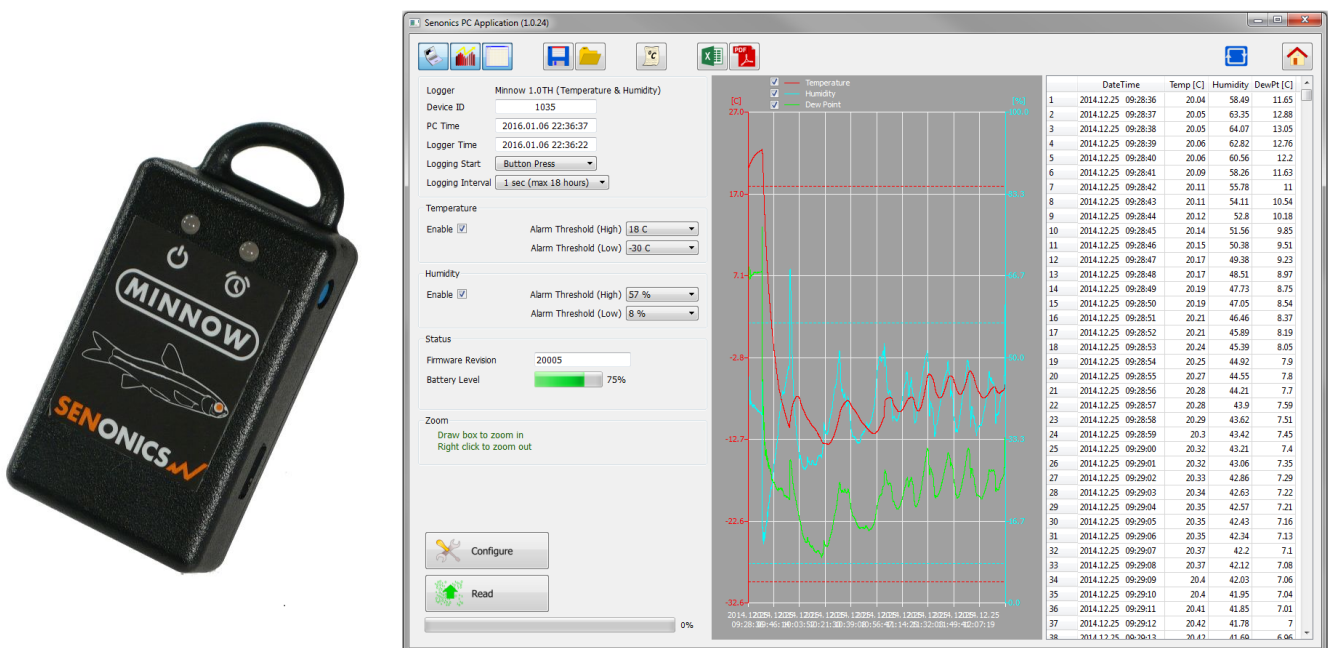 MINNOW
SENONICS
Senonics PC Application (1.0.24)
°C
PDF
Logger Minnow 1.0TH (Temperature & Humidity)
Device ID 1035
PC Time 2016.01.06 22:36:37
Logger Time 2016.01.06 22:36:22
Logging Start Button Press
Logging Interval 1 sec (max 18 hours)
Temperature
Enable Alarm Threshold (High) 18 C
Alarm Threshold (Low) -30 C
Humidity
Enable Alarm Threshold (High) 57 %
Alarm Threshold (Low) 8 %
Status
Firmware Revision 20005
Battery Level 75%
Zoom
Draw box to zoom in
Right click to zoom out
Configure
Read
0%
Temperature
Humidity
Dew Point
[C] [%]
27.0 100.0
17.0 83.3
7.1 66.7
-2.8 50.0
-12.7 33.3
-22.6 16.7
-32.6 0.0
DateTime Temp [C] Humidity DewPt [C]
1 2014.12.25 09:28:36 20.04 58.49 11.65
2 2014.12.25 09:28:37 20.05 63.35 12.88
3 2014.12.25 09:28:38 20.05 64.07 13.05
4 2014.12.25 09:28:39 20.06 62.82 12.76
5 2014.12.25 09:28:40 20.06 60.56 12.2
6 2014.12.25 09:28:41 20.09 58.26 11.63
7 2014.12.25 09:28:42 20.11 55.78 11
8 2014.12.25 09:28:43 20.11 54.11 10.54
9 2014.12.25 09:28:44 20.12 52.8 10.18
10 2014.12.25 09:28:45 20.14 51.56 9.85
11 2014.12.25 09:28:46 20.15 50.38 9.51
12 2014.12.25 09:28:47 20.17 49.38 9.23
13 2014.12.25 09:28:48 20.17 48.51 8.97
14 2014.12.25 09:28:49 20.19 47.73 8.75
15 2014.12.25 09:28:50 20.19 47.05 8.54
16 2014.12.25 09:28:51 20.21 46.46 8.37
17 2014.12.25 09:28:52 20.21 45.89 8.19
18 2014.12.25 09:28:53 20.24 45.39 8.05
19 2014.12.25 09:28:54 20.25 44.92 7.9
20 2014.12.25 09:28:55 20.27 44.55 7.8
21 2014.12.25 09:28:56 20.28 44.21 7.7
22 2014.12.25 09:28:57 20.28 43.9 7.59
23 2014.12.25 09:28:58 20.29 43.62 7.51
24 2014.12.25 09:28:59 20.3 43.42 7.45
25 2014.12.25 09:29:00 20.32 43.21 7.4
26 2014.12.25 09:29:01 20.32 43.06 7.35
27 2014.12.25 09:29:02 20.33 42.86 7.29
28 2014.12.25 09:29:03 20.34 42.63 7.22
29 2014.12.25 09:29:04 20.35 42.57 7.21
30 2014.12.25 09:29:05 20.35 42.43 7.16
31 2014.12.25 09:29:06 20.35 42.34 7.13
32 2014.12.25 09:29:07 20.37 42.2 7.1
33 2014.12.25 09:29:08 20.37 42.12 7.08
34 2014.12.25 09:29:09 20.4 42.03 7.06
35 2014.12.25 09:29:10 20.4 41.95 7.04
36 2014.12.25 09:29:11 20.41 41.85 7.01
37 2014.12.25 09:29:12 20.42 41.78 7
38 2014.12.25 09:29:13 20.42 41.69 6.96